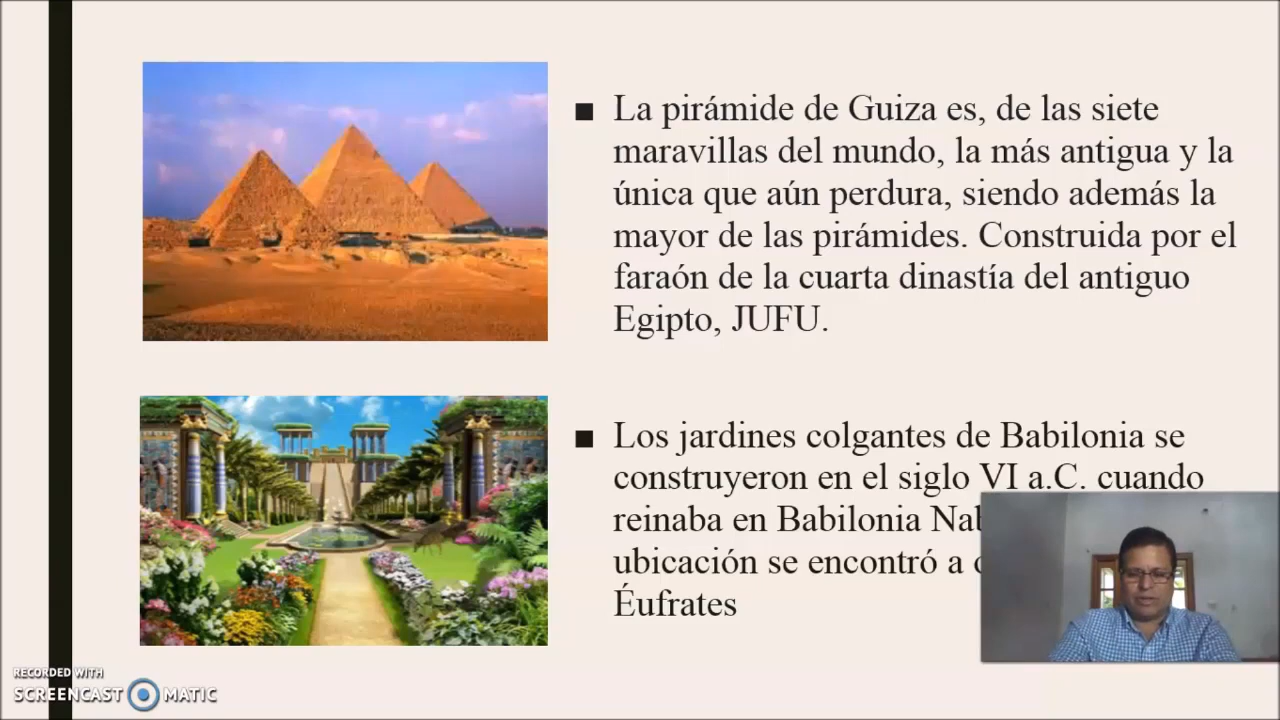 La pirámide de Guiza es, de las siete
maravillas del mundo, la más antigua y la
única que aún perdura, siendo además la
mayor de las pirámides. Construida por el
faraón de la cuarta dinastía del antiguo
Egipto, JUFU.
Los jardines colgantes de Babilonia se
construyeron en el siglo VI a.C. cuando
reinaba en Babilonia
ubicación se encontró a
Éufrates
RECORDED WITH
SCREENCAST MATIC